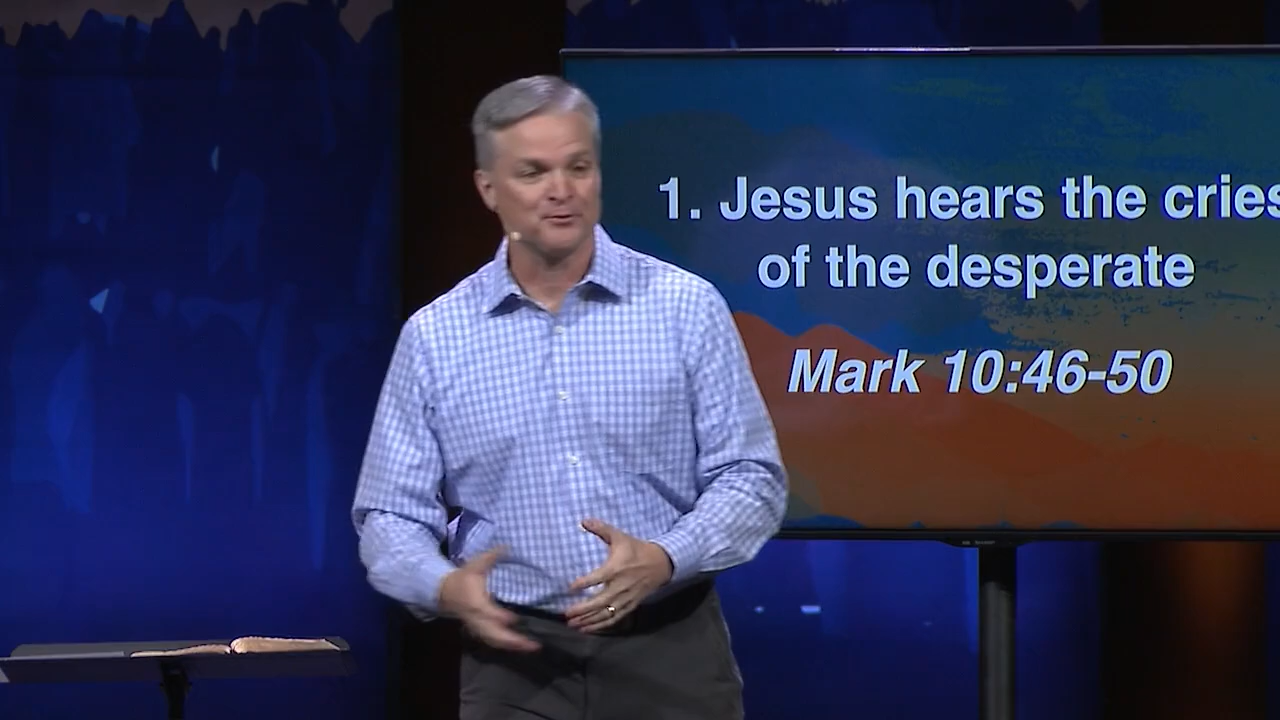 1. Jesus hears the cries
of the desperate
Mark 10:46-50